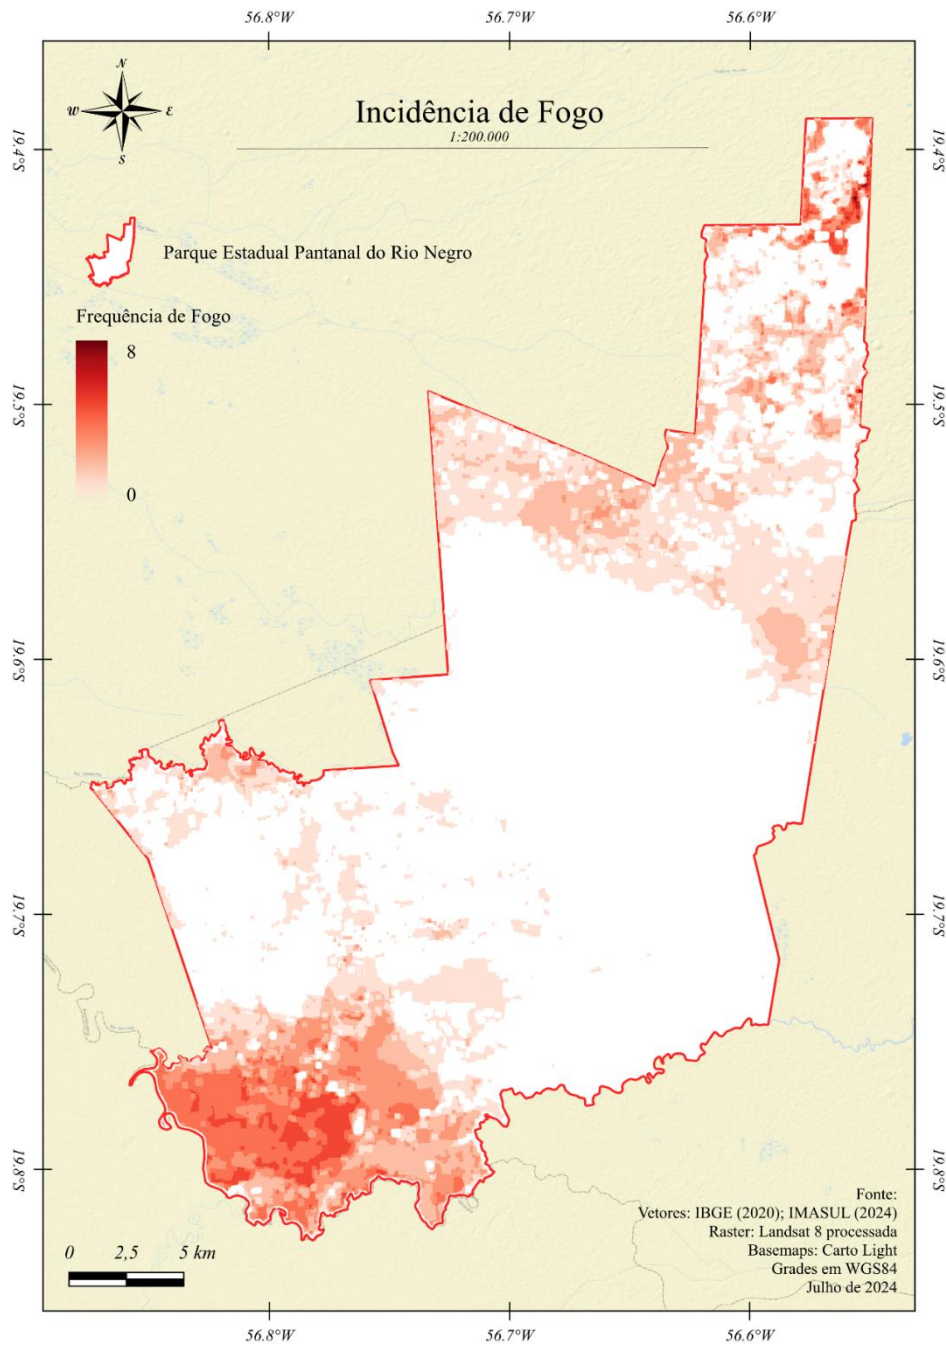 56.8°W 56.7°W 56.6°W
N
W E
S
Incidência de Fogo
1:200.000
19.4°S 19.4°S
Parque Estadual Pantanal do Rio Negro
Frequência de Fogo
8
0
19.5°S 19.5°S
19.6°S 19.6°S
19.7°S 19.7°S
19.8°S 19.8°S
Fonte:
Vetores: IBGE (2020); IMASUL (2024)
Raster: Landsat 8 processada
Basemaps: Carto Light
Grades em WGS84
Julho de 2024
0 2,5 5 km
56.8°W 56.7°W 56.6°W